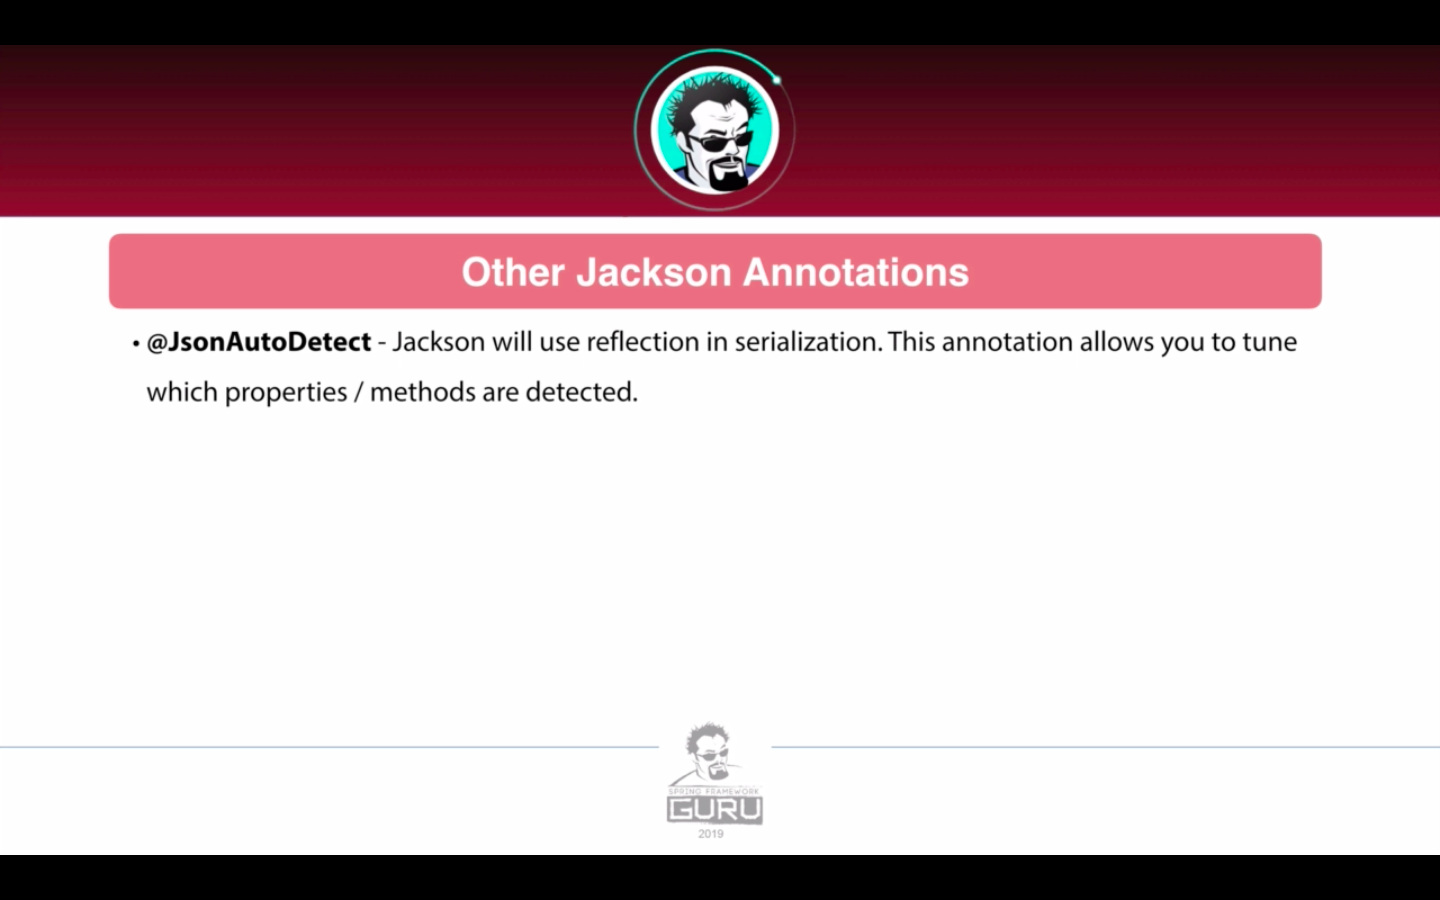 Other Jackson Annotations
• @JsonAutoDetect - Jackson will use reflection in serialization. This annotation allows you to tune
which properties / methods are detected.
SPRING FRAMEWORK
GURU
2019